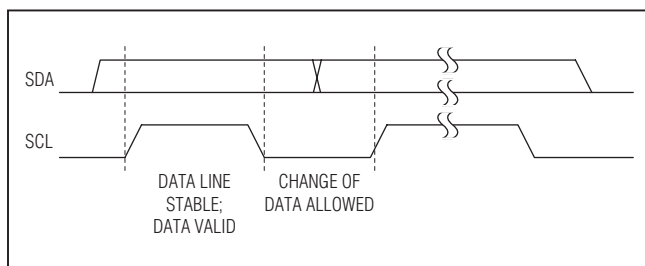 SDA
SCL
DATA LINE
STABLE;
DATA VALID
CHANGE OF
DATA ALLOWED